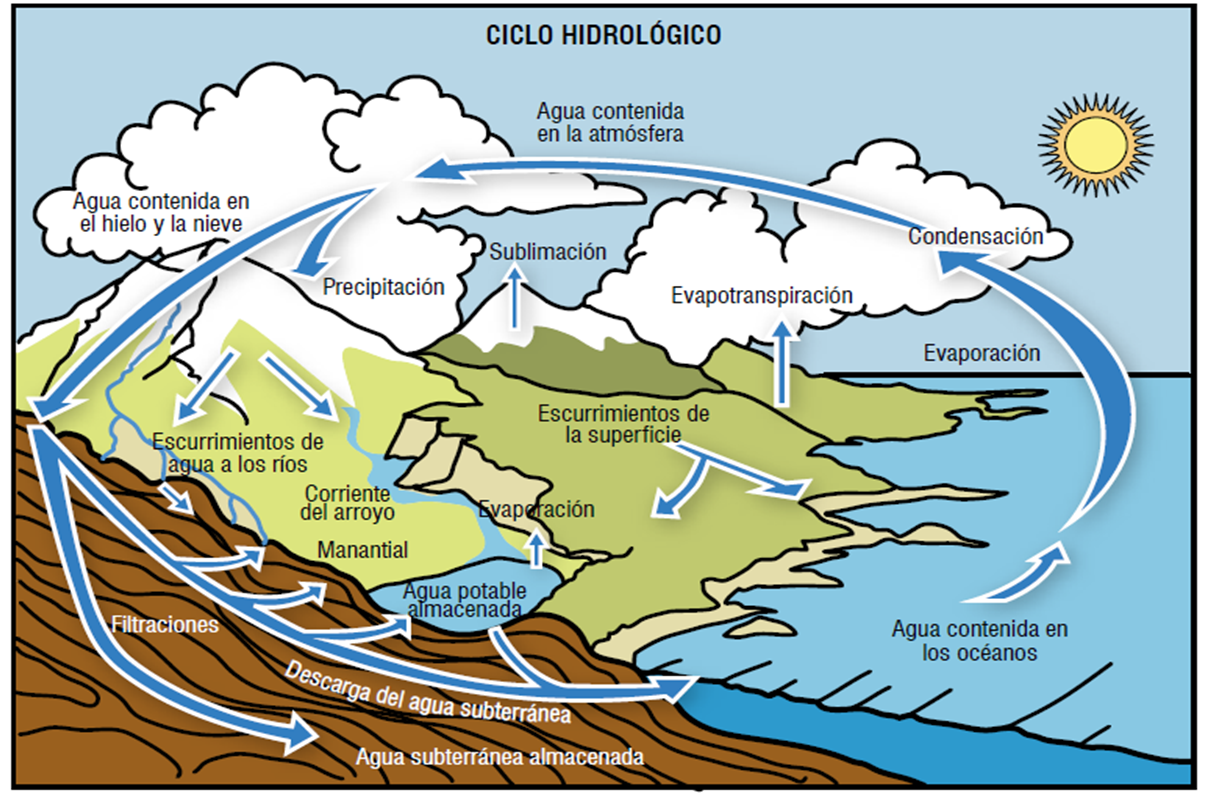 CICLO HIDROLÓGICO
Agua contenida
en la atmósfera
Agua contenida en
el hielo y la nieve
Condensación
Sublimación
Precipitación
Evapotranspiración
Evaporación
Escurrimientos de
la superficie
Escurrimientos de
agua a los ríos
Corriente
del arroyo
Evaporación
Manantial
Agua potable
almacenada
Filtraciones
Agua contenida en
los océanos
Descarga del agua subterránea
Agua subterránea almacenada